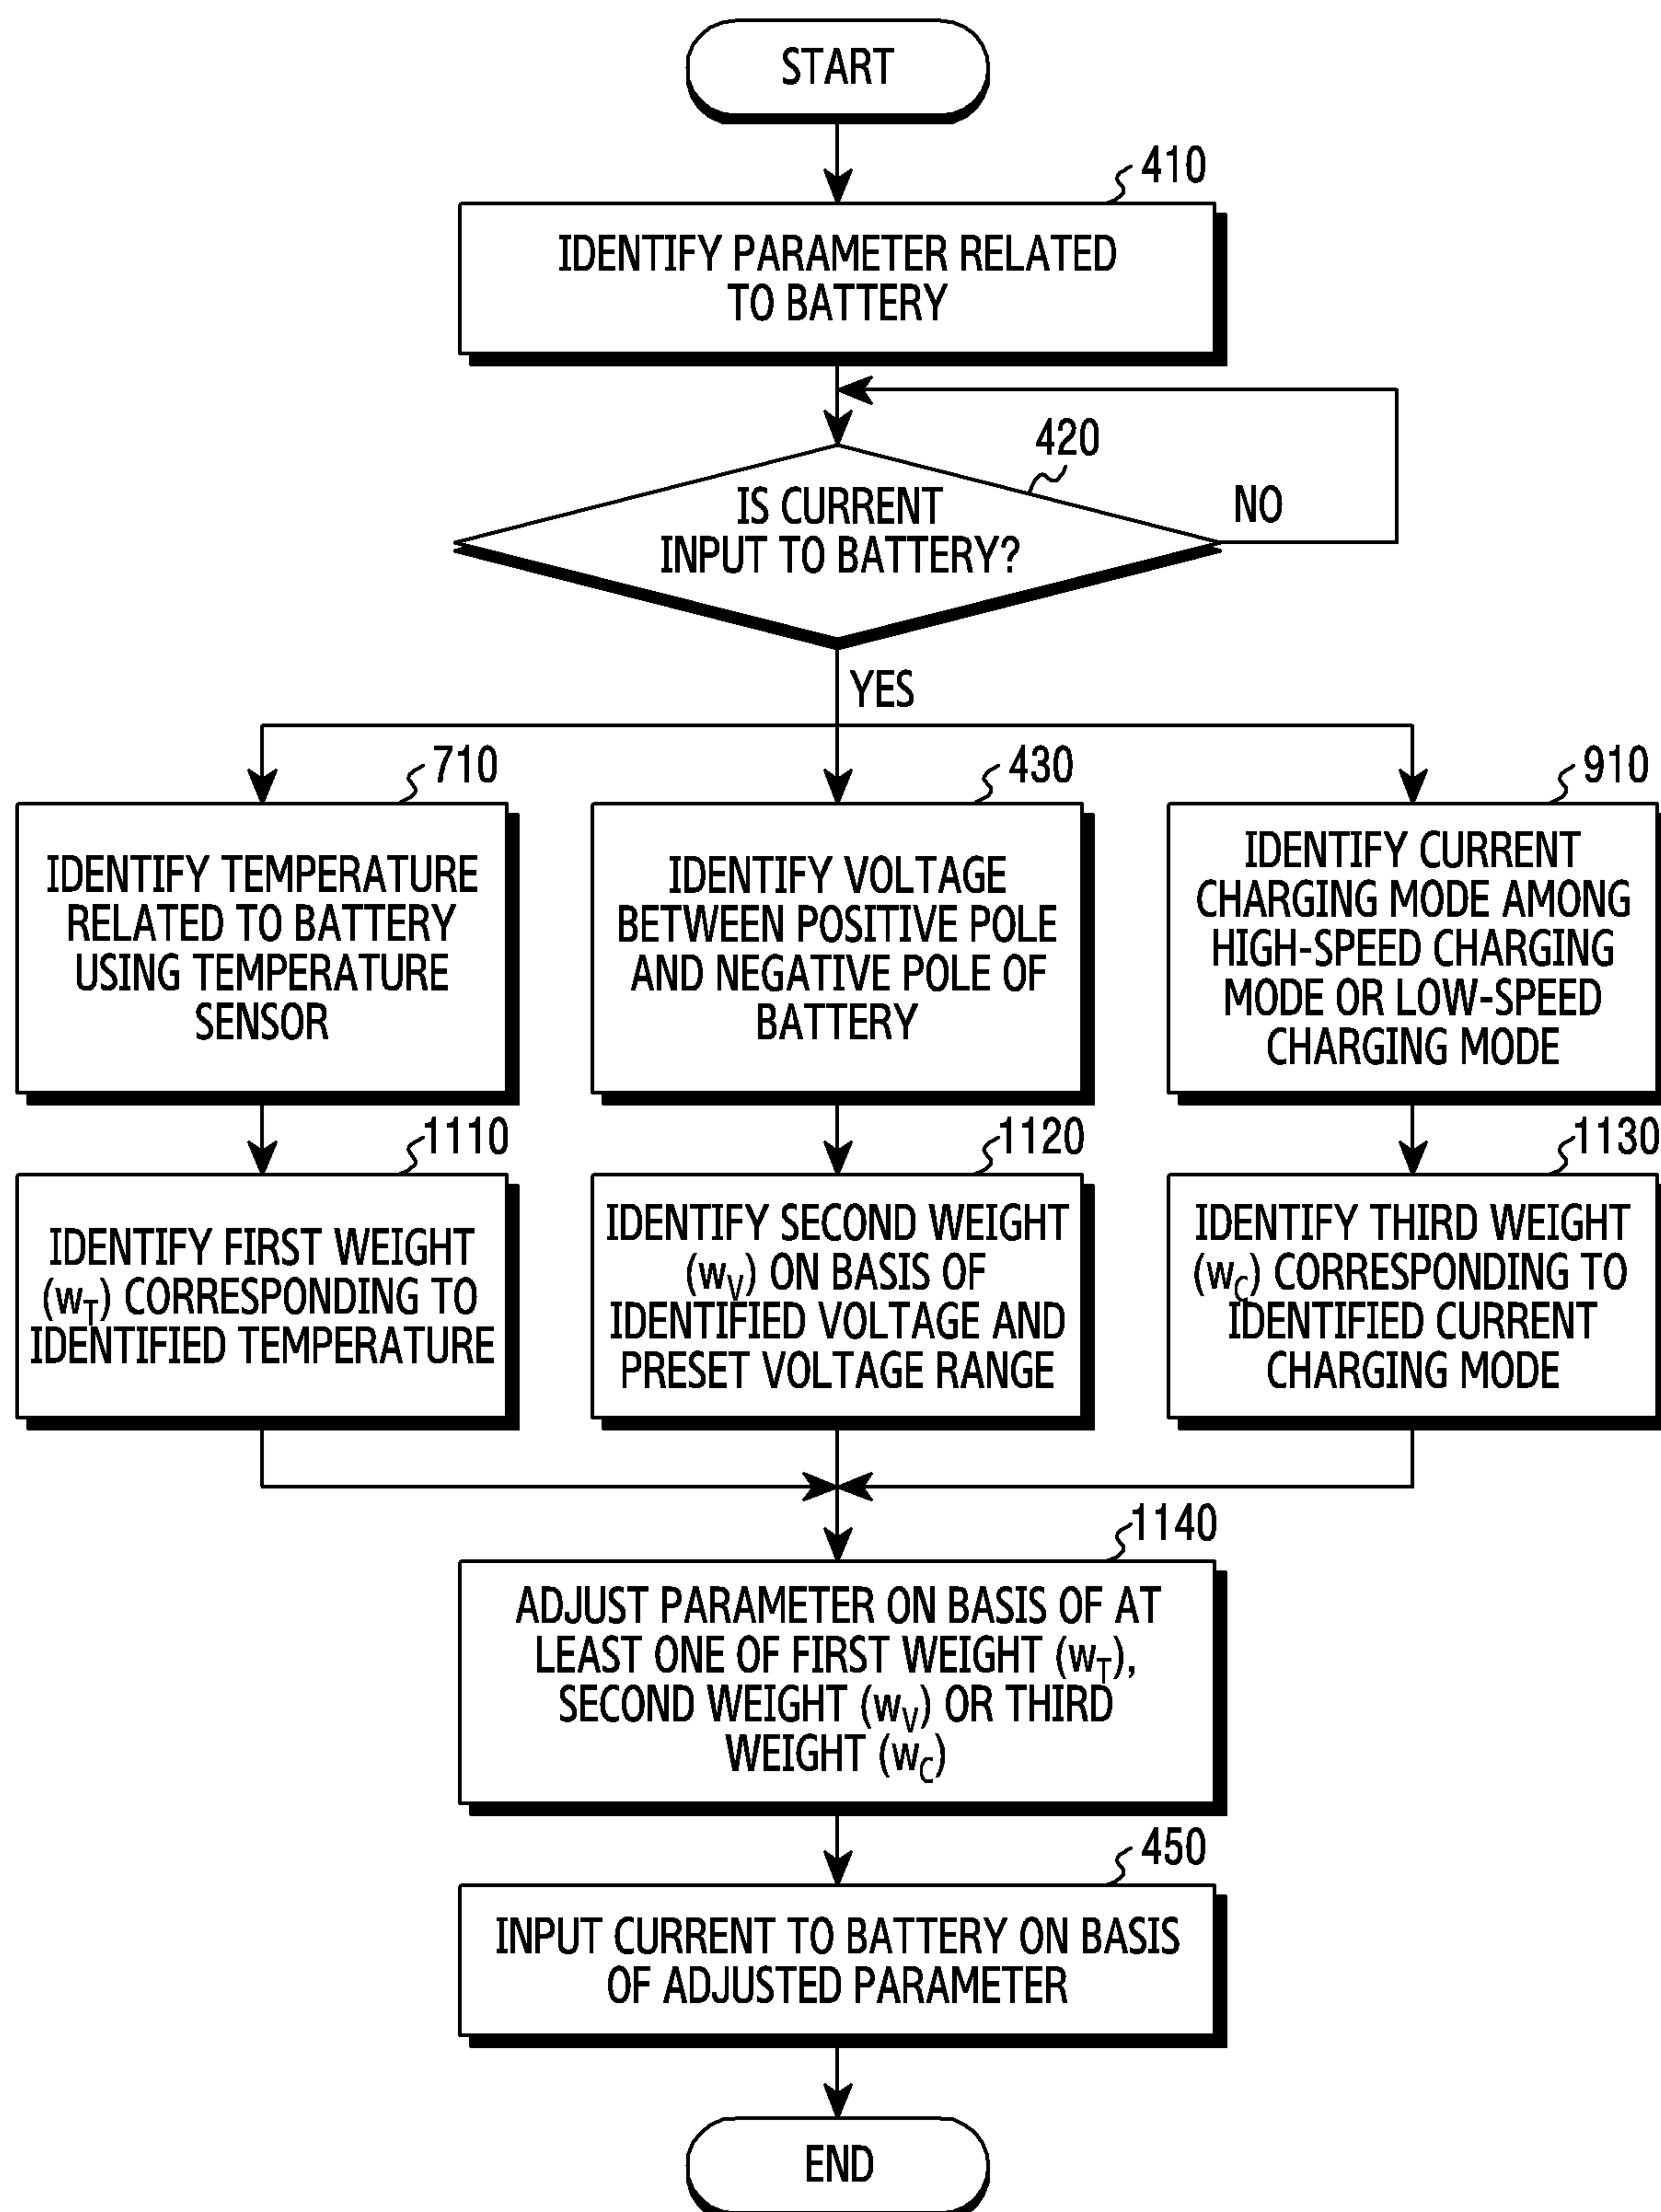 START
410
IDENTIFY PARAMETER RELATED
TO BATTERY
420
IS CURRENT
INPUT TO BATTERY?
NO
YES
710
IDENTIFY TEMPERATURE
RELATED TO BATTERY
USING TEMPERATURE
SENSOR
430
IDENTIFY VOLTAGE
BETWEEN POSITIVE POLE
AND NEGATIVE POLE OF
BATTERY
910
IDENTIFY CURRENT
CHARGING MODE AMONG
HIGH-SPEED CHARGING
MODE OR LOW-SPEED
CHARGING MODE
1110
IDENTIFY FIRST WEIGHT
(wT) CORRESPONDING TO
IDENTIFIED TEMPERATURE
1120
IDENTIFY SECOND WEIGHT
(wV) ON BASIS OF
IDENTIFIED VOLTAGE AND
PRESET VOLTAGE RANGE
1130
IDENTIFY THIRD WEIGHT
(wC) CORRESPONDING TO
IDENTIFIED CURRENT
CHARGING MODE
1140
ADJUST PARAMETER ON BASIS OF AT
LEAST ONE OF FIRST WEIGHT (wT),
SECOND WEIGHT (wV) OR THIRD
WEIGHT (wC)
450
INPUT CURRENT TO BATTERY ON BASIS
OF ADJUSTED PARAMETER
END